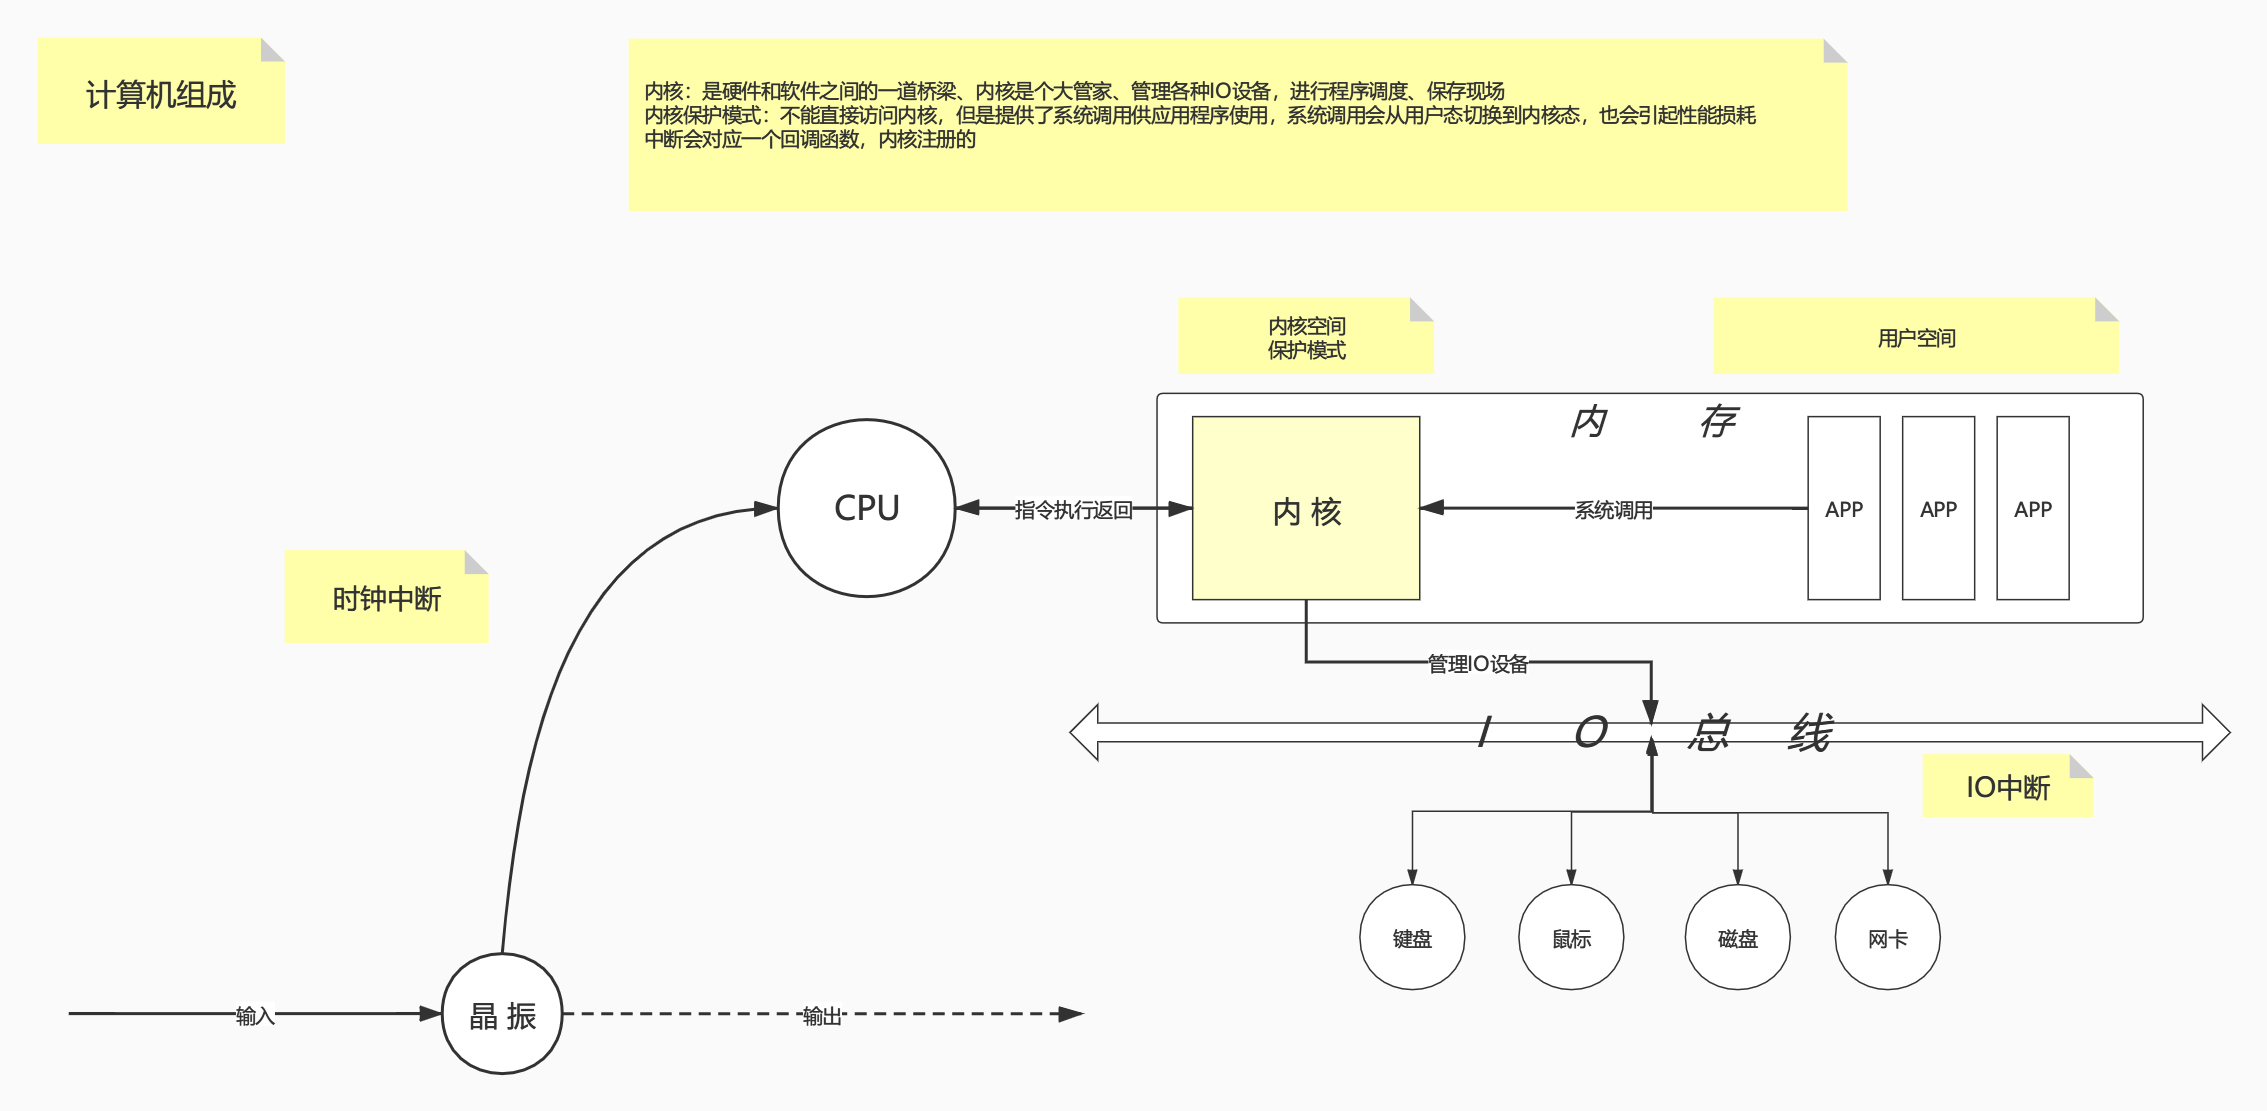 计算机组成
内核：是硬件和软件之间的一道桥梁、内核是个大管家、管理各种IO设备，进行程序调度、保存现场
内核保护模式：不能直接访问内核，但是提供了系统调用供应用程序使用，系统调用会从用户态切换到内核态，也会引起性能损耗
中断会对应一个回调函数，内核注册的
内核空间
保护模式
用户空间
内 存
CPU
指令执行返回
内 核
系统调用
APP
APP
APP
时钟中断
管理IO设备
I O 总 线
IO中断
键盘
鼠标
磁盘
网卡
输入
晶 振
输出